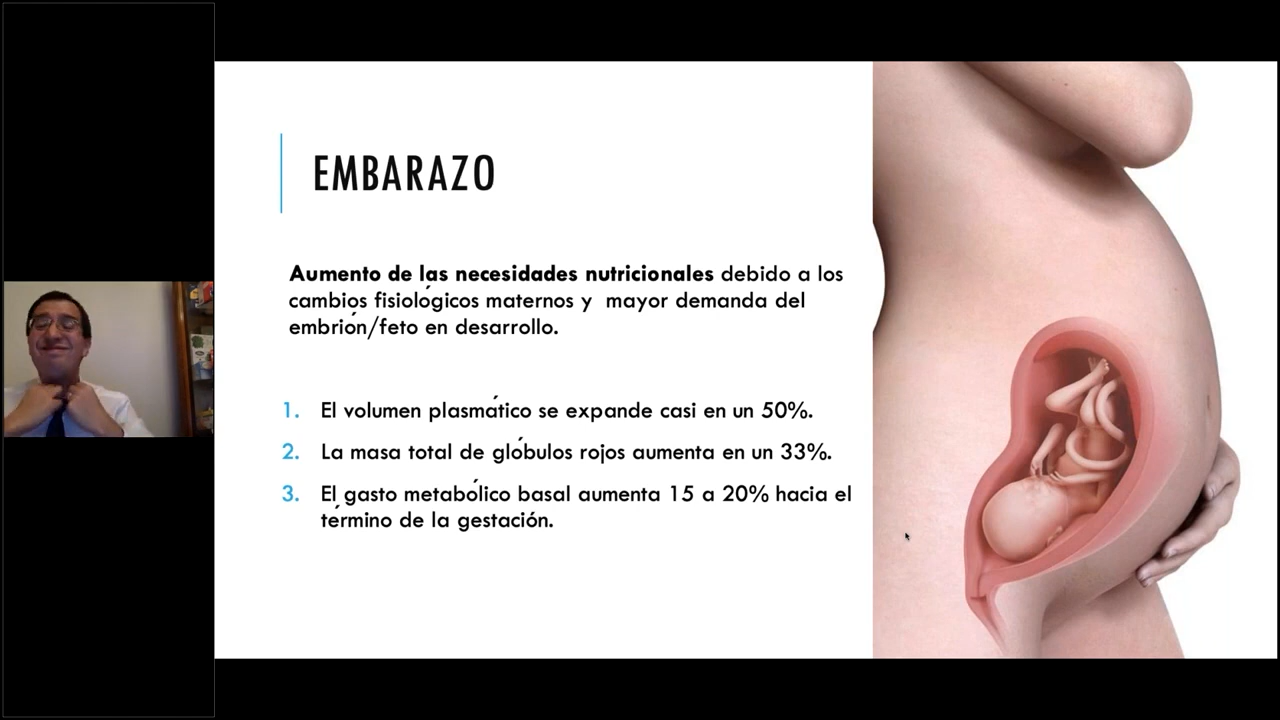 EMBARAZO
Aumento de las necesidades nutricionales debido a los
cambios fisiológicos maternos y mayor demanda del
embrión/feto en desarrollo.
1. El volumen plasmático se expande casi en un 50%.
2. La masa total de glóbulos rojos aumenta en un 33%.
3. El gasto metabólico basal aumenta 15 a 20% hacia el
término de la gestación.